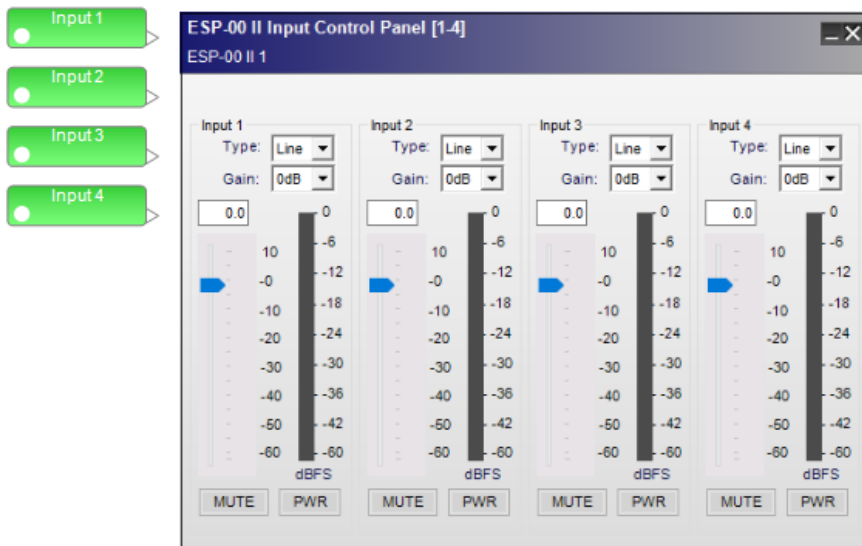 Input 1
Input 2
Input 3
Input 4
ESP-00 II Input Control Panel [1-4]
ESP-00 II 1
Input 1
Type: Line
Gain: 0dB
0.0
0
-6
-12
-18
-24
-30
-36
-42
-60
10
-0
-10
-20
-30
-40
-50
-60
dBFS
MUTE PWR
Input 2
Type: Line
Gain: 0dB
0.0
0
-6
-12
-18
-24
-30
-36
-42
-60
10
-0
-10
-20
-30
-40
-50
-60
dBFS
MUTE PWR
Input 3
Type: Line
Gain: 0dB
0.0
0
-6
-12
-18
-24
-30
-36
-42
-60
10
-0
-10
-20
-30
-40
-50
-60
dBFS
MUTE PWR
Input 4
Type: Line
Gain: 0dB
0.0
0
-6
-12
-18
-24
-30
-36
-42
-60
10
-0
-10
-20
-30
-40
-50
-60
dBFS
MUTE PWR